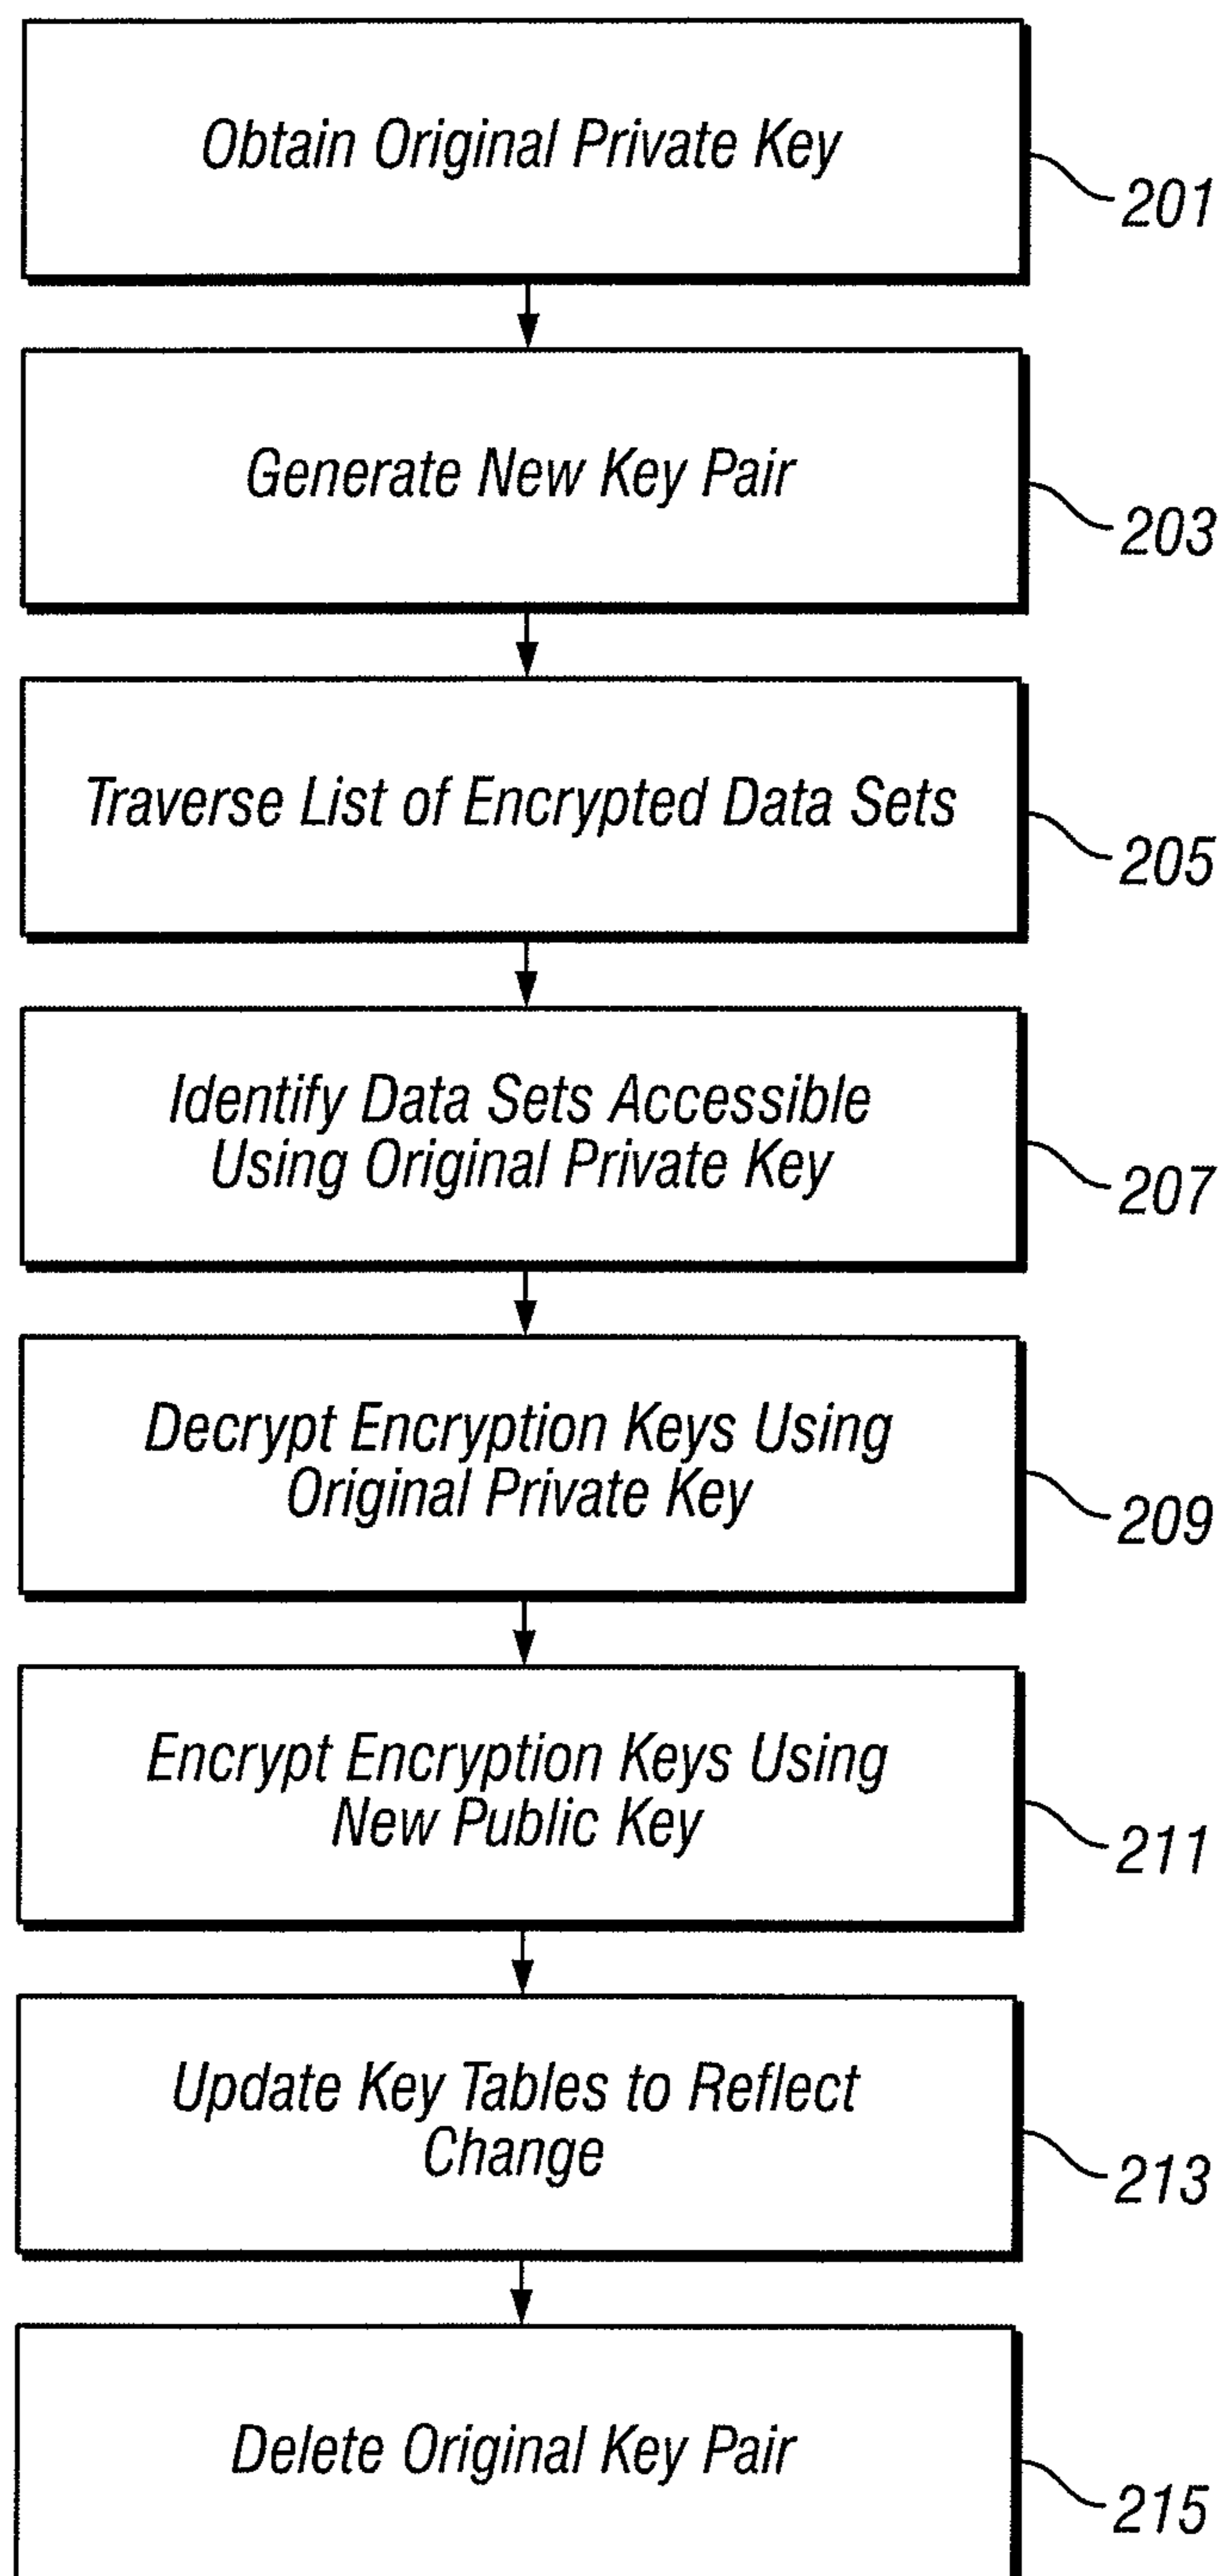 Obtain Original Private Key
201
Generate New Key Pair
203
Traverse List of Encrypted Data Sets
205
Identify Data Sets Accessible
Using Original Private Key
207
Decrypt Encryption Keys Using
Original Private Key
209
Encrypt Encryption Keys Using
New Public Key
211
Update Key Tables to Reflect
Change
213
Delete Original Key Pair
215